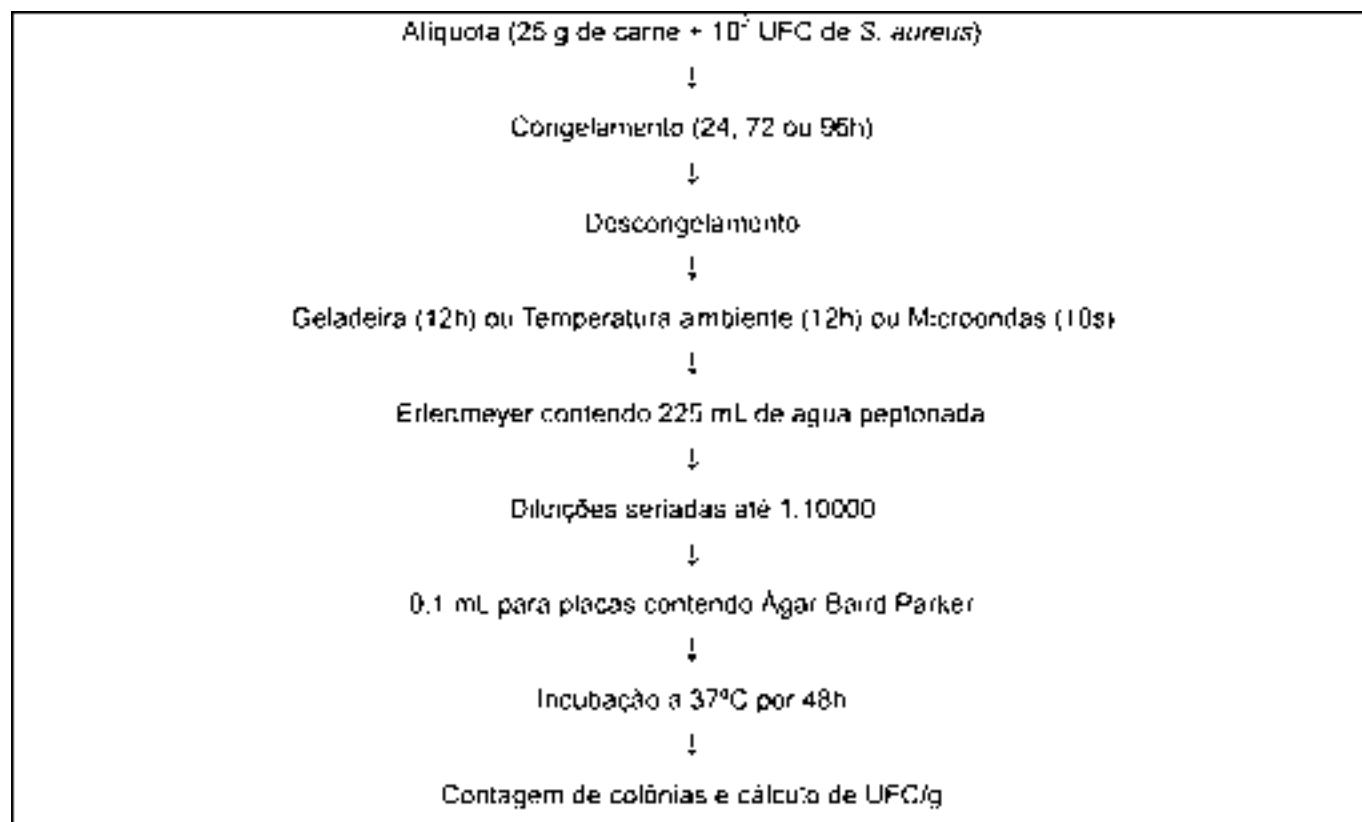 Aliquota (25 g de carne + 10 UFC de S. aureus)
↓
Congelamento (24, 72 ou 96h)
↓
Descongelamento
↓
Geladeira (12h) ou Temperatura ambiente (12h) ou Microondas (10s)
↓
Erlenmeyer contendo 225 mL de agua peptonada
↓
Diluições seriadas até 1:10000
↓
0,1 mL para placas contendo Ágar Baird Parker
↓
Incubação a 37ºC por 48h
↓
Contagem de colônias e cálculo de UFC/g